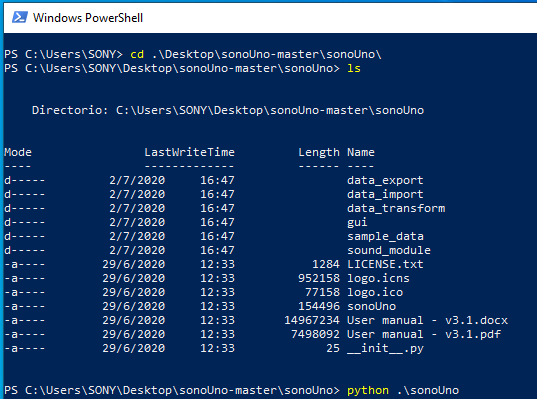 Windows PowerShell
PS C:\Users\SONY> cd .\Desktop\sonoUno-master\sonoUno\
PS C:\Users\SONY\Desktop\sonoUno-master\sonoUno> ls
Directorio: C:\Users\SONY\Desktop\sonoUno-master\sonoUno
Mode LastWriteTime Length Name
---- ------------- ------ ----
d----- 2/7/2020 16:47 data_export
d----- 2/7/2020 16:47 data_import
d----- 2/7/2020 16:47 data_transform
d----- 2/7/2020 16:47 gui
d----- 2/7/2020 16:47 sample_data
d----- 2/7/2020 16:47 sound_module
-a---- 29/6/2020 12:33 1284 LICENSE.txt
-a---- 29/6/2020 12:33 952158 logo.icns
-a---- 29/6/2020 12:33 77158 logo.ico
-a---- 29/6/2020 12:33 154496 sonoUno
-a---- 29/6/2020 12:33 14967234 User manual - v3.1.docx
-a---- 29/6/2020 12:33 7498092 User manual - v3.1.pdf
-a---- 29/6/2020 12:33 25 __init__.py
PS C:\Users\SONY\Desktop\sonoUno-master\sonoUno> python .\sonoUno